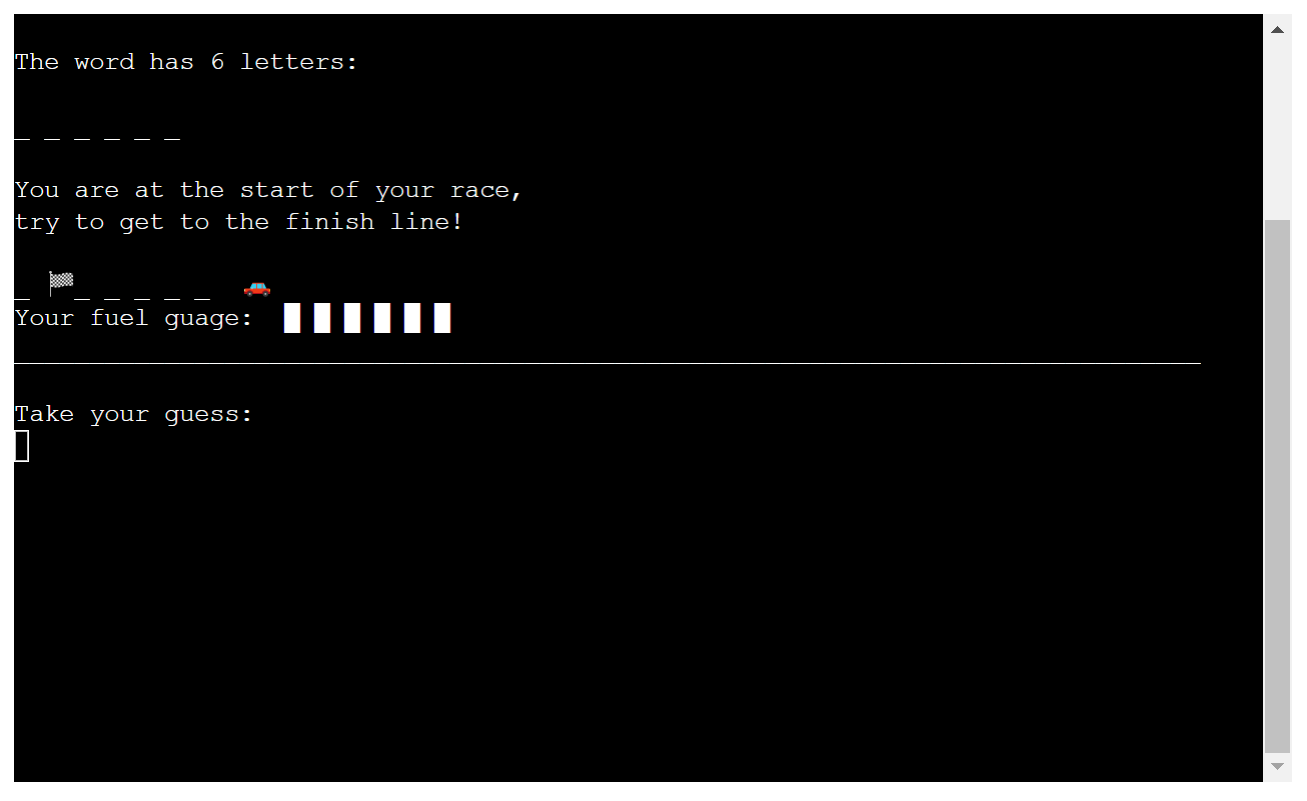 The word has 6 letters:
_ _ _ _ _ _
You are at the start of your race,
try to get to the finish line!
_ 🏁_ _ _ _ _ 🚗
Your fuel guage: █ █ █ █ █ █
Take your guess: